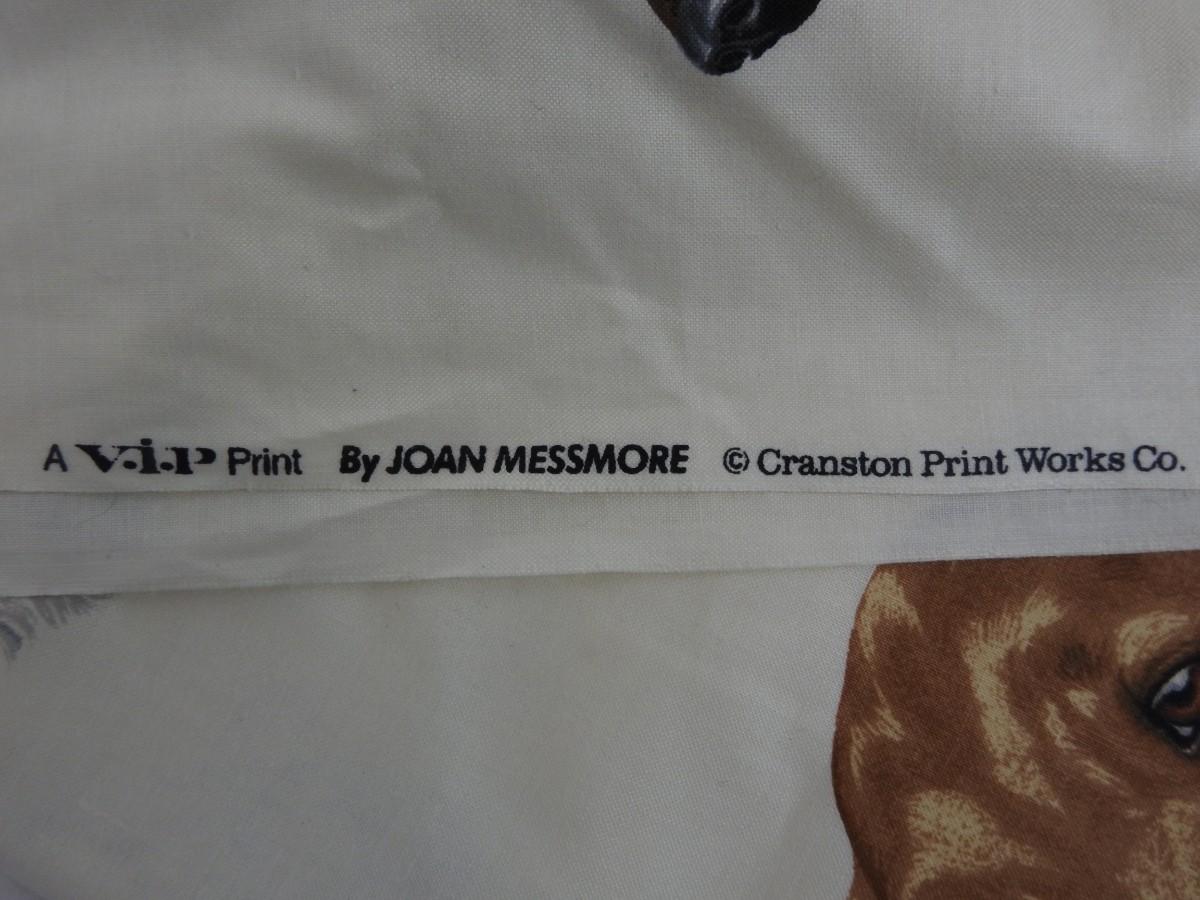 A V.i.P Print By JOAN MESSMORE © Cranston Print Works Co.